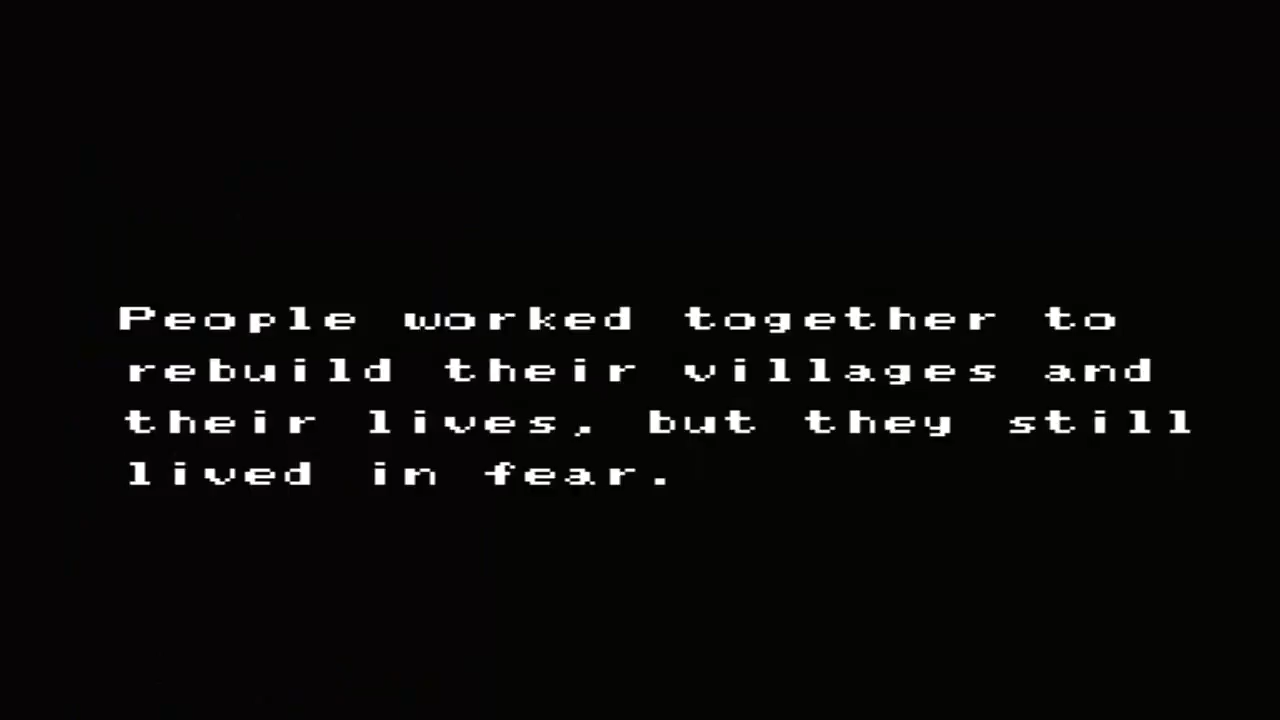 People worked together to
rebuild their villages and
their lives, but they still
lived in fear.